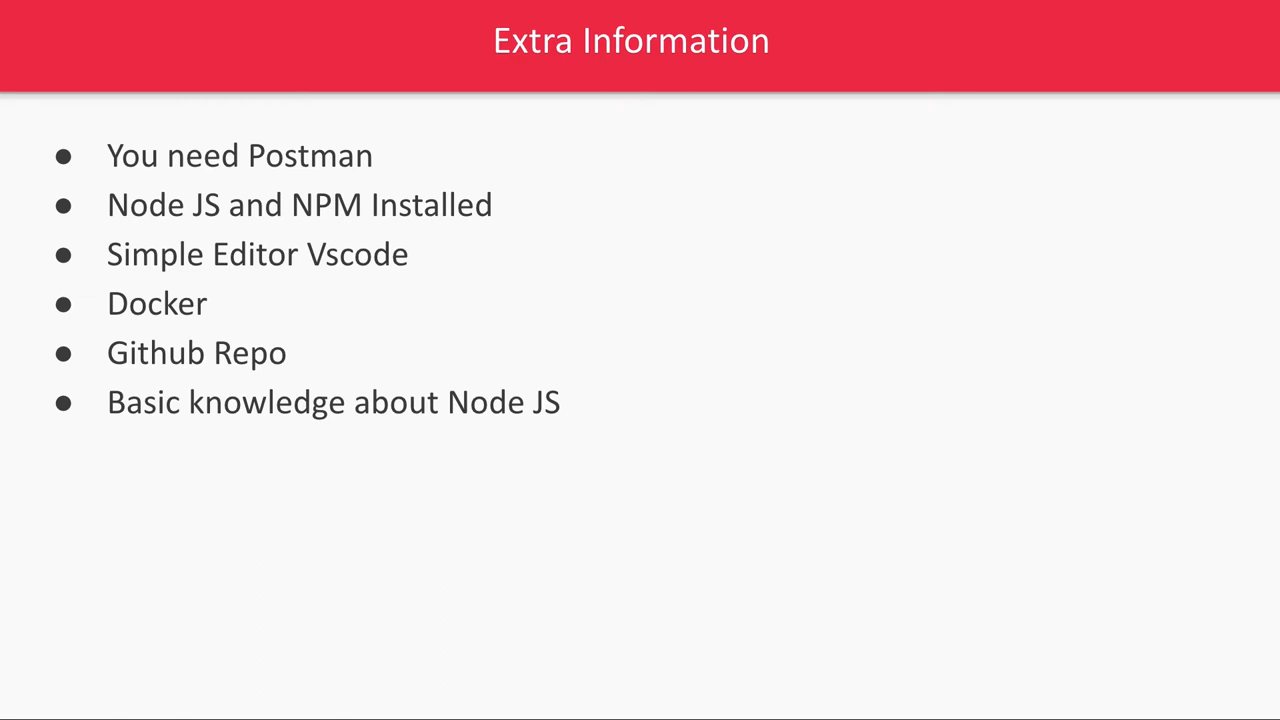 Extra Information
● You need Postman
● Node JS and NPM Installed
● Simple Editor Vscode
● Docker
● Github Repo
● Basic knowledge about Node JS